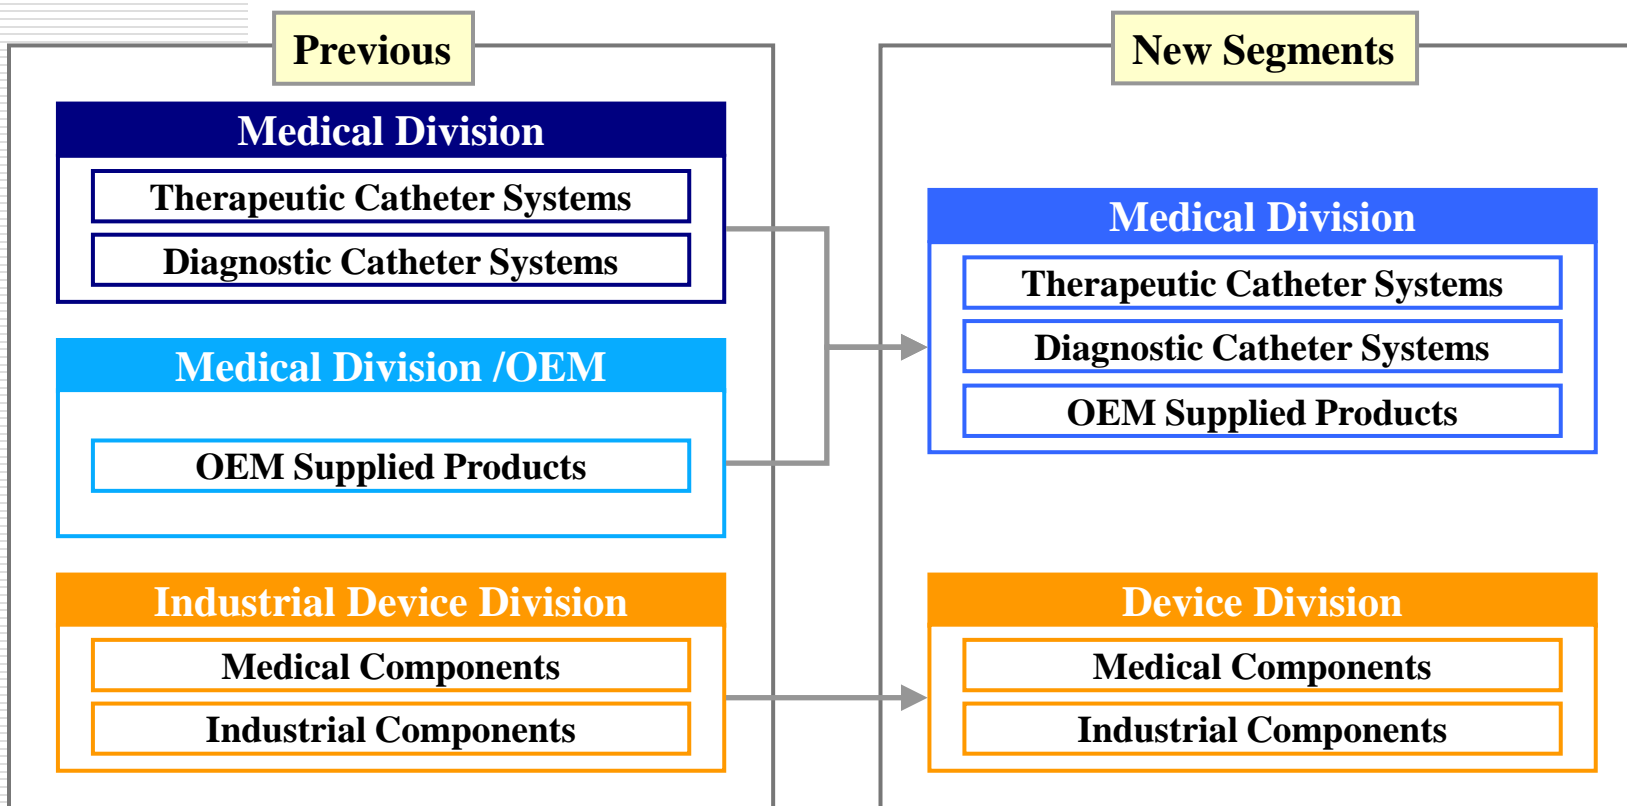 Previous
Medical Division
Therapeutic Catheter Systems
Diagnostic Catheter Systems
Medical Division /OEM
OEM Supplied Products
Industrial Device Division
Medical Components
Industrial Components
New Segments
Medical Division
Therapeutic Catheter Systems
Diagnostic Catheter Systems
OEM Supplied Products
Device Division
Medical Components
Industrial Components